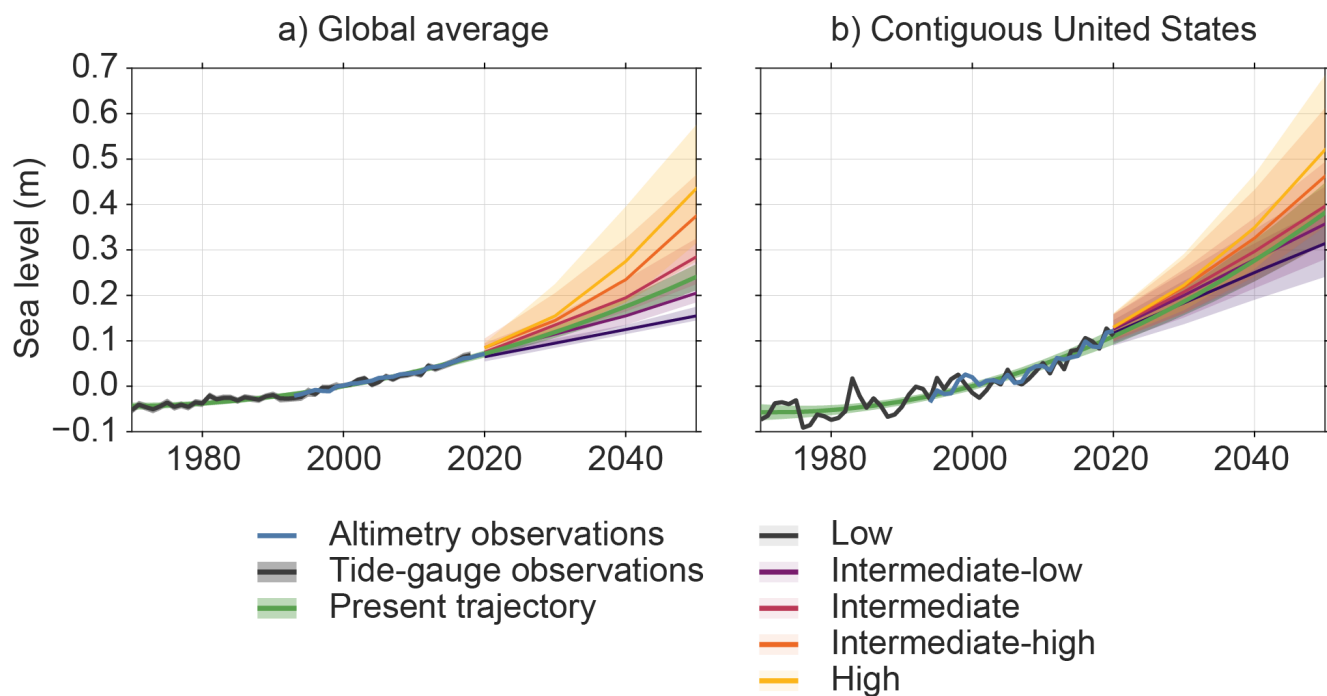 a) Global average
b) Contiguous United States
Sea level (m)
0.7
0.6
0.5
0.4
0.3
0.2
0.1
0.0
−0.1
1980 2000 2020 2040
1980 2000 2020 2040
Altimetry observations
Tide-gauge observations
Present trajectory
Low
Intermediate-low
Intermediate
Intermediate-high
High